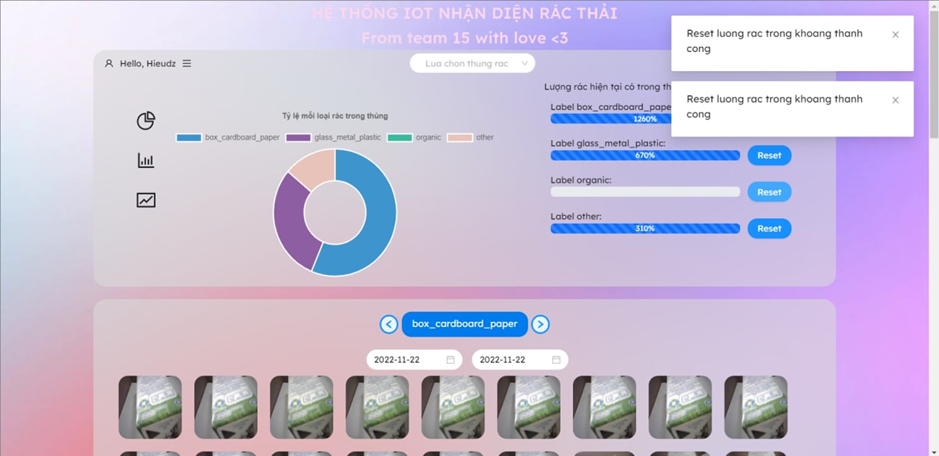 HỆ THỐNG IOT NHẬN DIỆN RÁC THẢI
From team 15 with love <3
Reset luong rac trong khoang thanh
cong
Reset luong rac trong khoang thanh
cong
Hello, Hieudz
Lua chon thung rac
Lượng rác hiện tại có trong th
Tỷ lệ mỗi loại rác trong thùng
box_cardboard_paper
glass_metal_plastic
organic
other
Label box_cardboard_pape
1260%
Label glass_metal_plastic:
670%
Reset
Label organic:
Reset
Label other:
310%
Reset
box_cardboard_paper
2022-11-22
2022-11-22